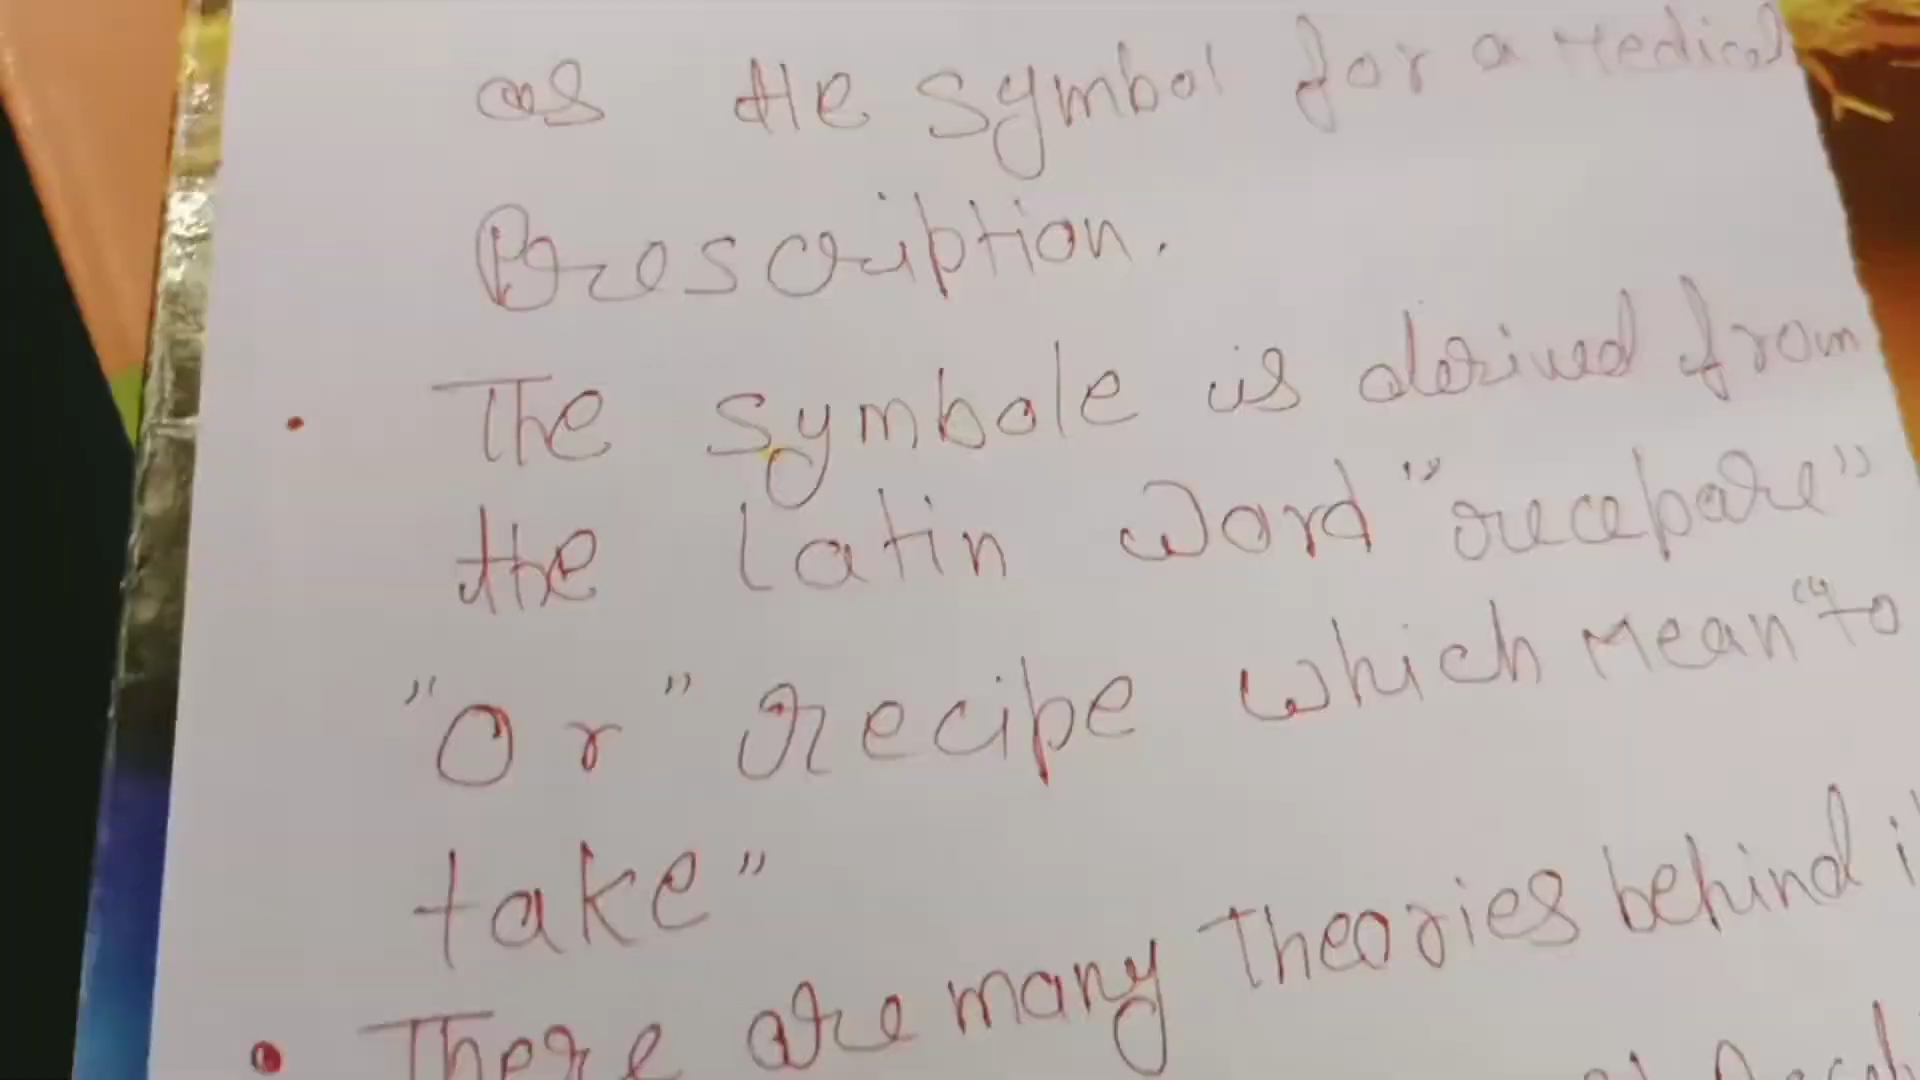 as the symbol for a Medical
Prescription.
• The symbole is derived from
the Latin word "recepare"
"Or" recipe which Mean "to
take"
• There are many Theories behind